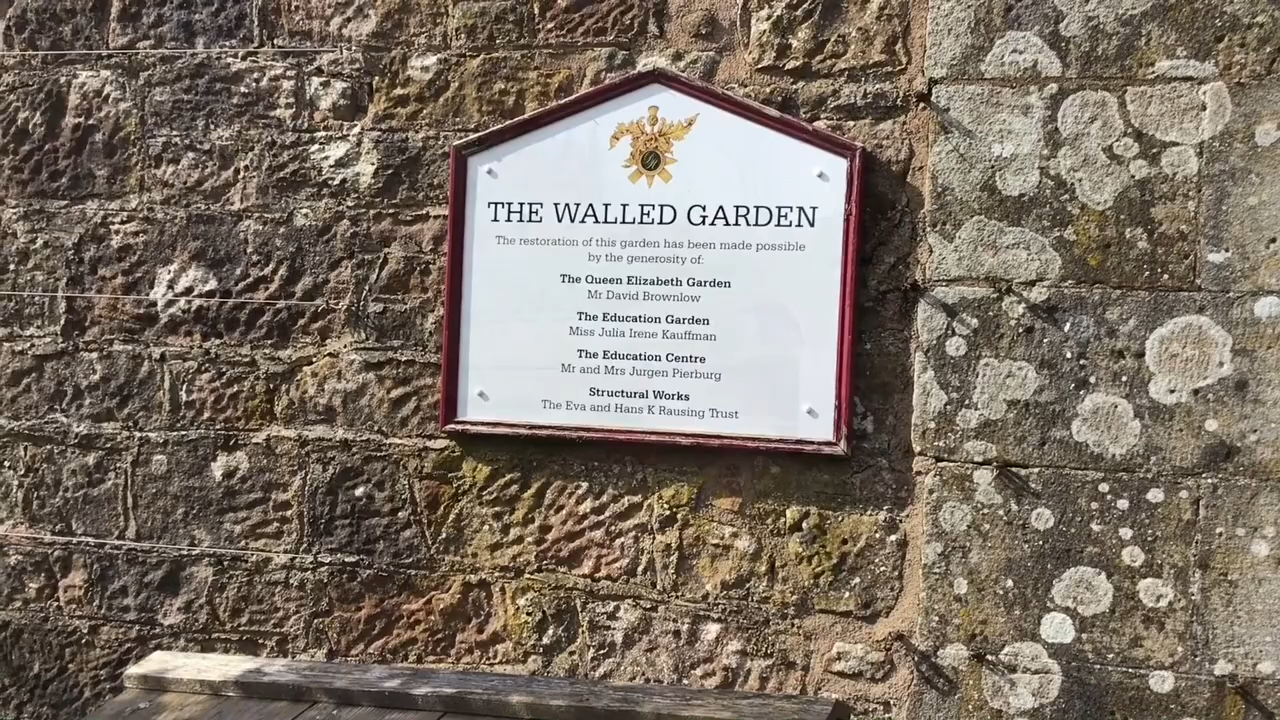 THE WALLED GARDEN
The restoration of this garden has been made possible
by the generosity of:
The Queen Elizabeth Garden
Mr David Brownlow
The Education Garden
Miss Julia Irene Kauffman
The Education Centre
Mr and Mrs Jurgen Pierburg
Structural Works
The Eva and Hans K Rausing Trust